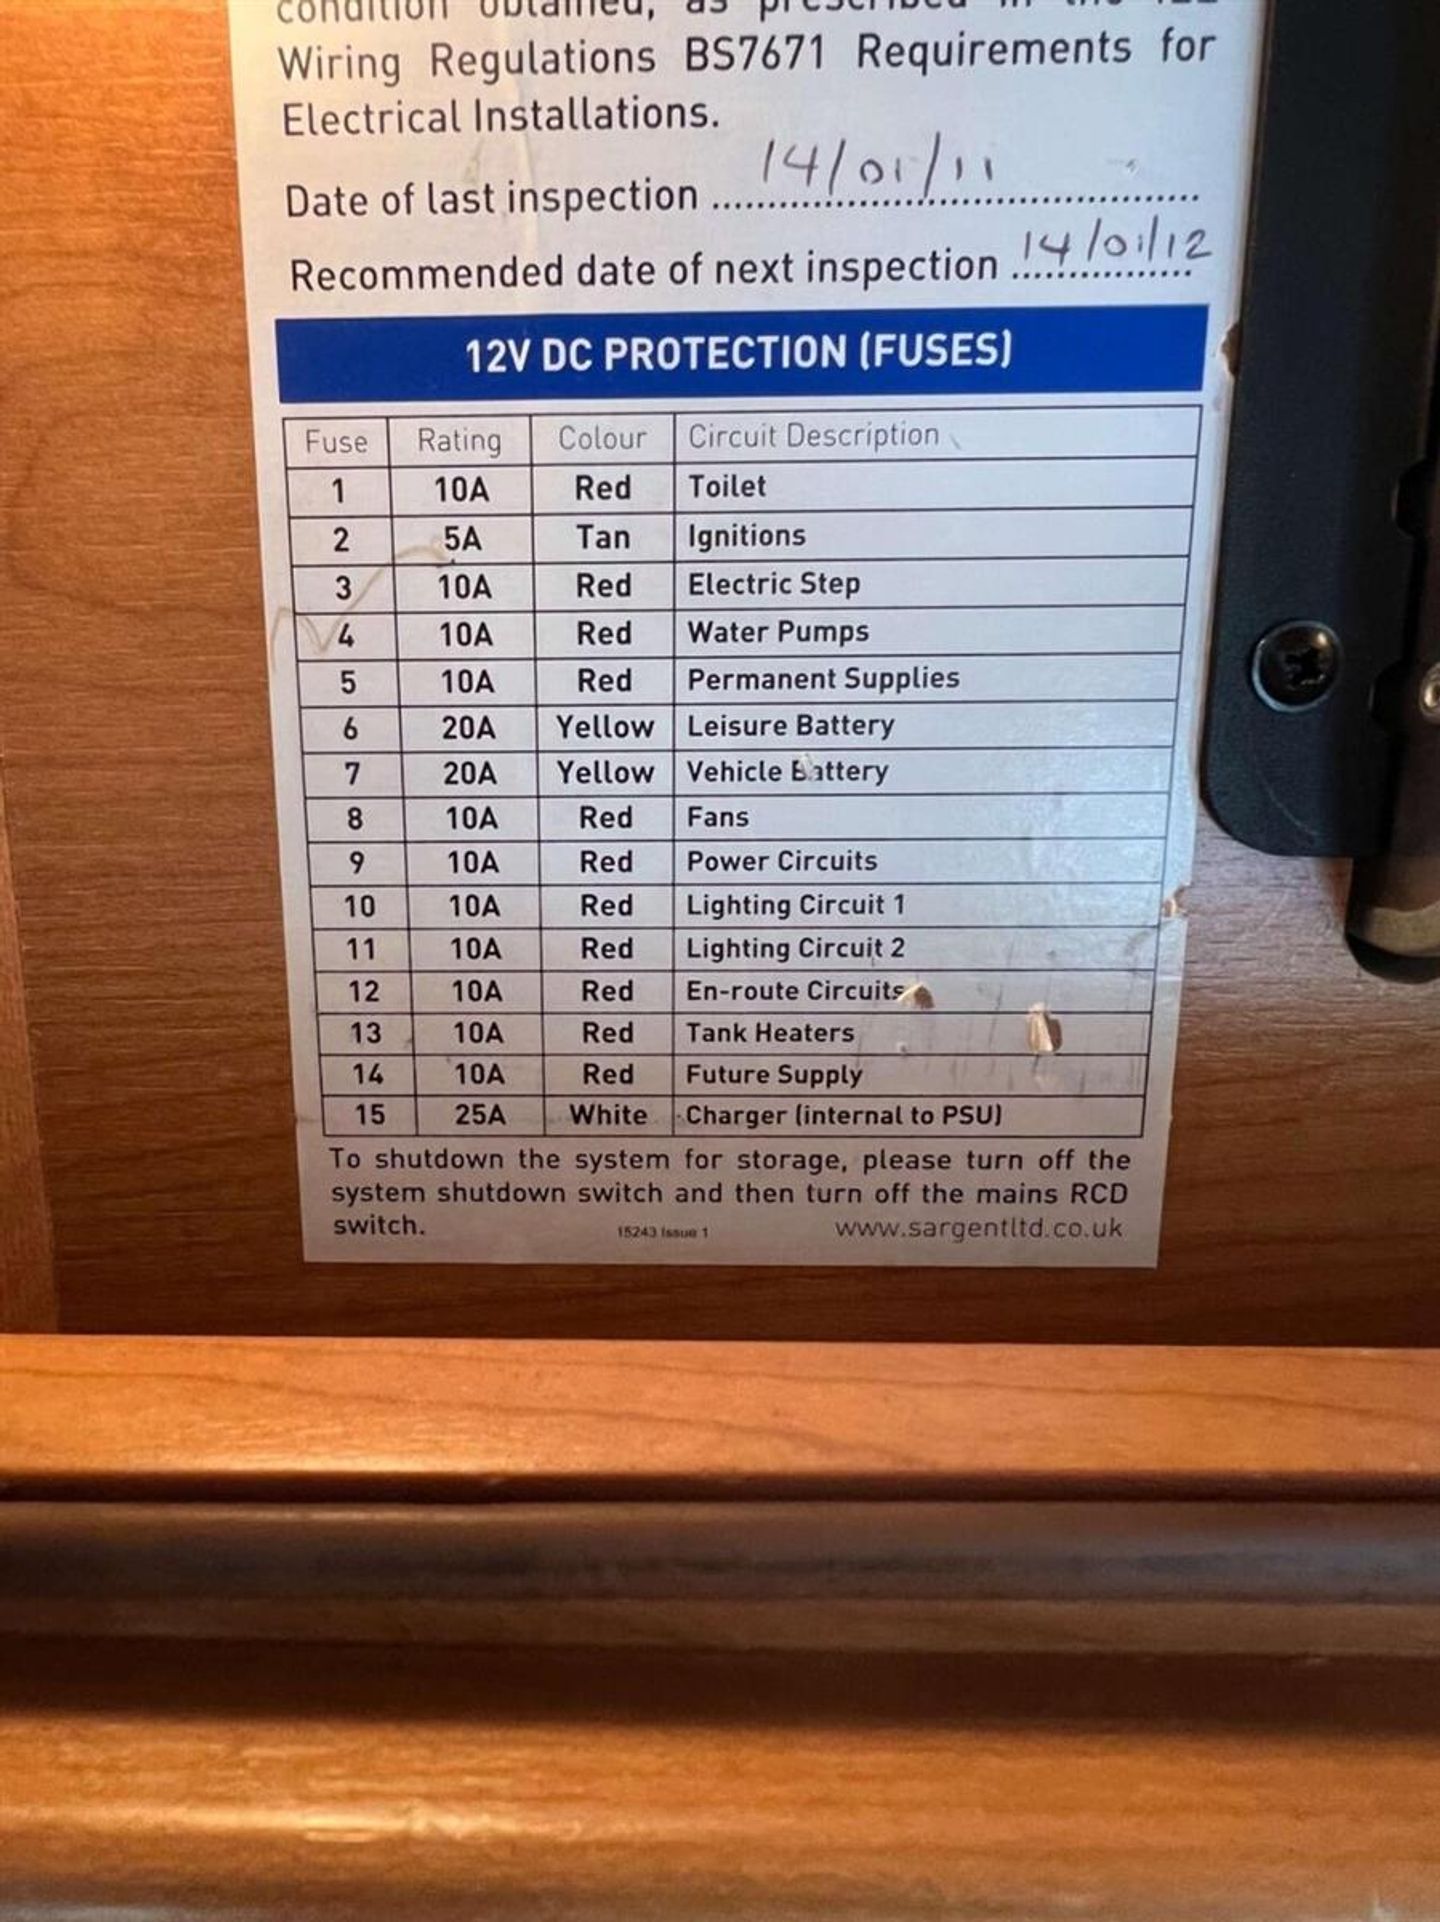 condition obtained, as prescribed in the IEE
Wiring Regulations BS7671 Requirements for
Electrical Installations.
Date of last inspection 14/01/11
Recommended date of next inspection 14/01/12
12V DC PROTECTION (FUSES)
Fuse Rating Colour Circuit Description
1 10A Red Toilet
2 5A Tan Ignitions
3 10A Red Electric Step
4 10A Red Water Pumps
5 10A Red Permanent Supplies
6 20A Yellow Leisure Battery
7 20A Yellow Vehicle Battery
8 10A Red Fans
9 10A Red Power Circuits
10 10A Red Lighting Circuit 1
11 10A Red Lighting Circuit 2
12 10A Red En-route Circuits
13 10A Red Tank Heaters
14 10A Red Future Supply
15 25A White Charger (internal to PSU)
To shutdown the system for storage, please turn off the
system shutdown switch and then turn off the mains RCD
switch. 15243 Issue 1 www.sargentltd.co.uk